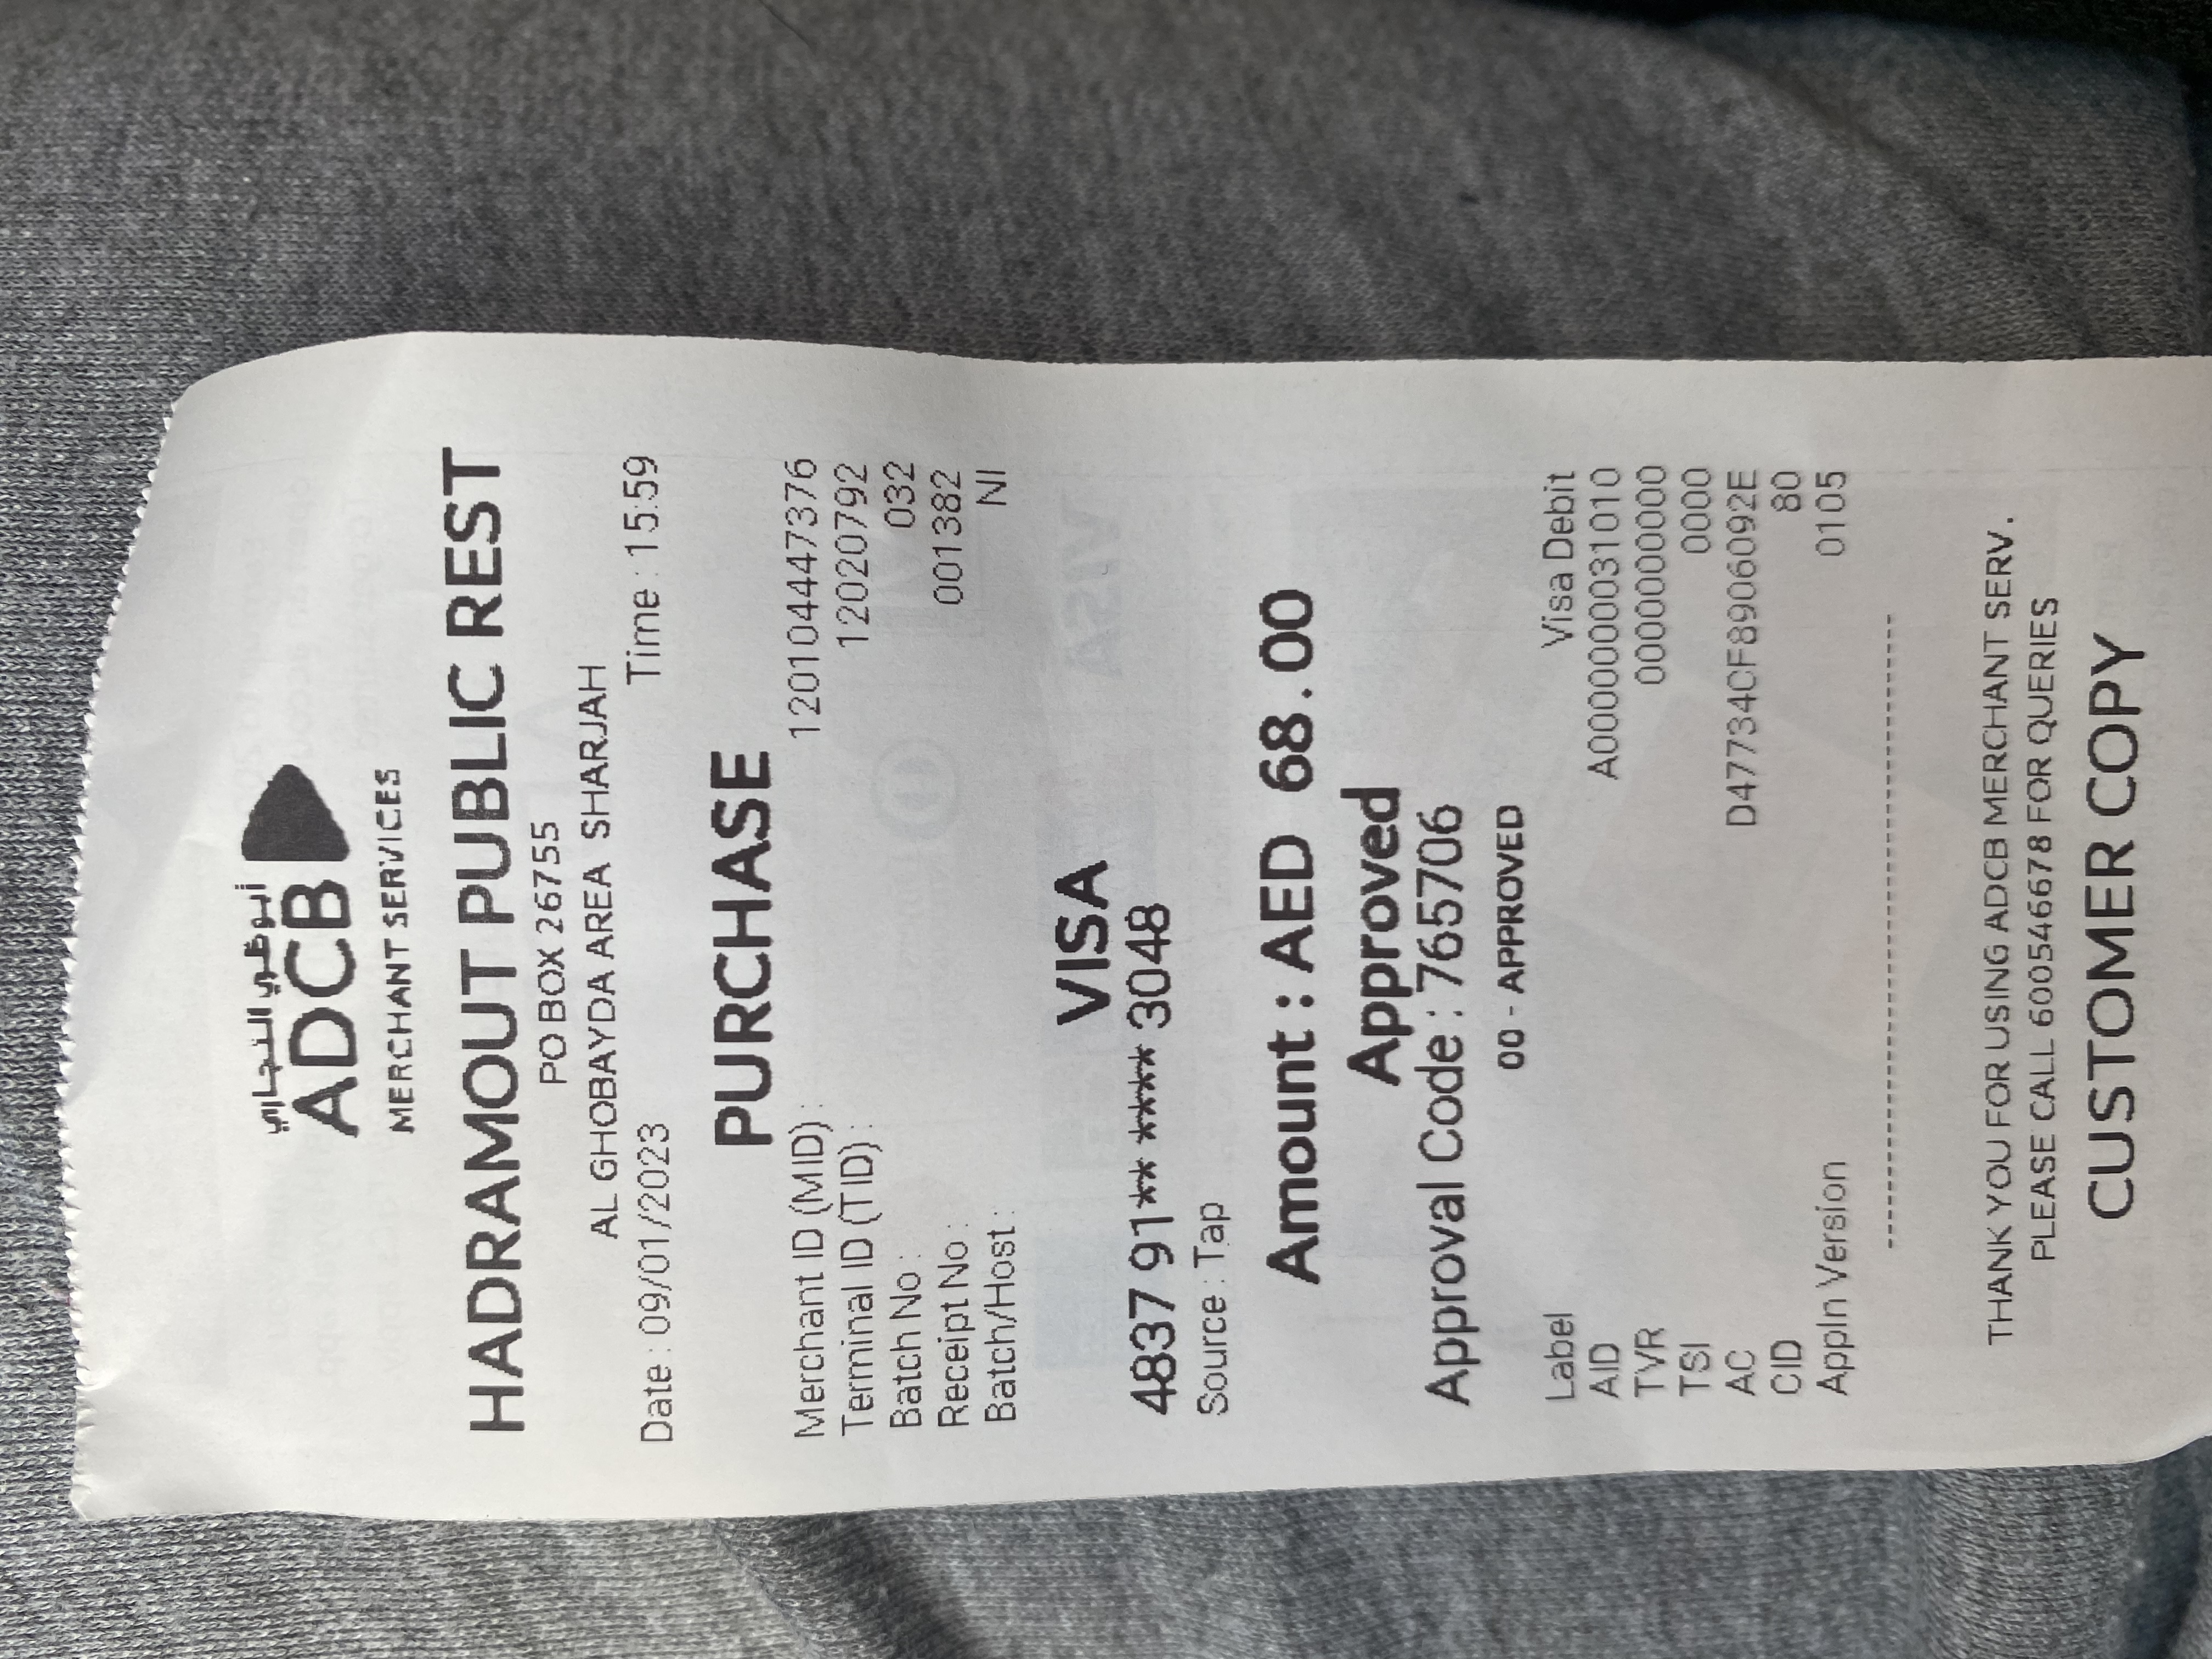 أبوظبي التجاري
ADCB
MERCHANT SERVICES
HADRAMOUT PUBLIC REST
PO BOX 26755
AL GHOBAYDA AREA SHARJAH
Date : 09/01/2023 Time : 15:59
PURCHASE
Merchant ID (MID) : 120104447376
Terminal ID (TID) : 120220792
Batch No : 032
Receipt No : 001382
Batch/Host : NI
VISA
4837 91** **** 3048
Source : Tap
Amount : AED 68.00
Approved
Approval Code : 765706
00 - APPROVED
Label Visa Debit
AID A0000000031010
TVR 0000000000
TSI 0000
AC D47734CF8906092E
CID 80
Appln Version 0105
THANK YOU FOR USING ADCB MERCHANT SERV.
PLEASE CALL 600546678 FOR QUERIES
CUSTOMER COPY